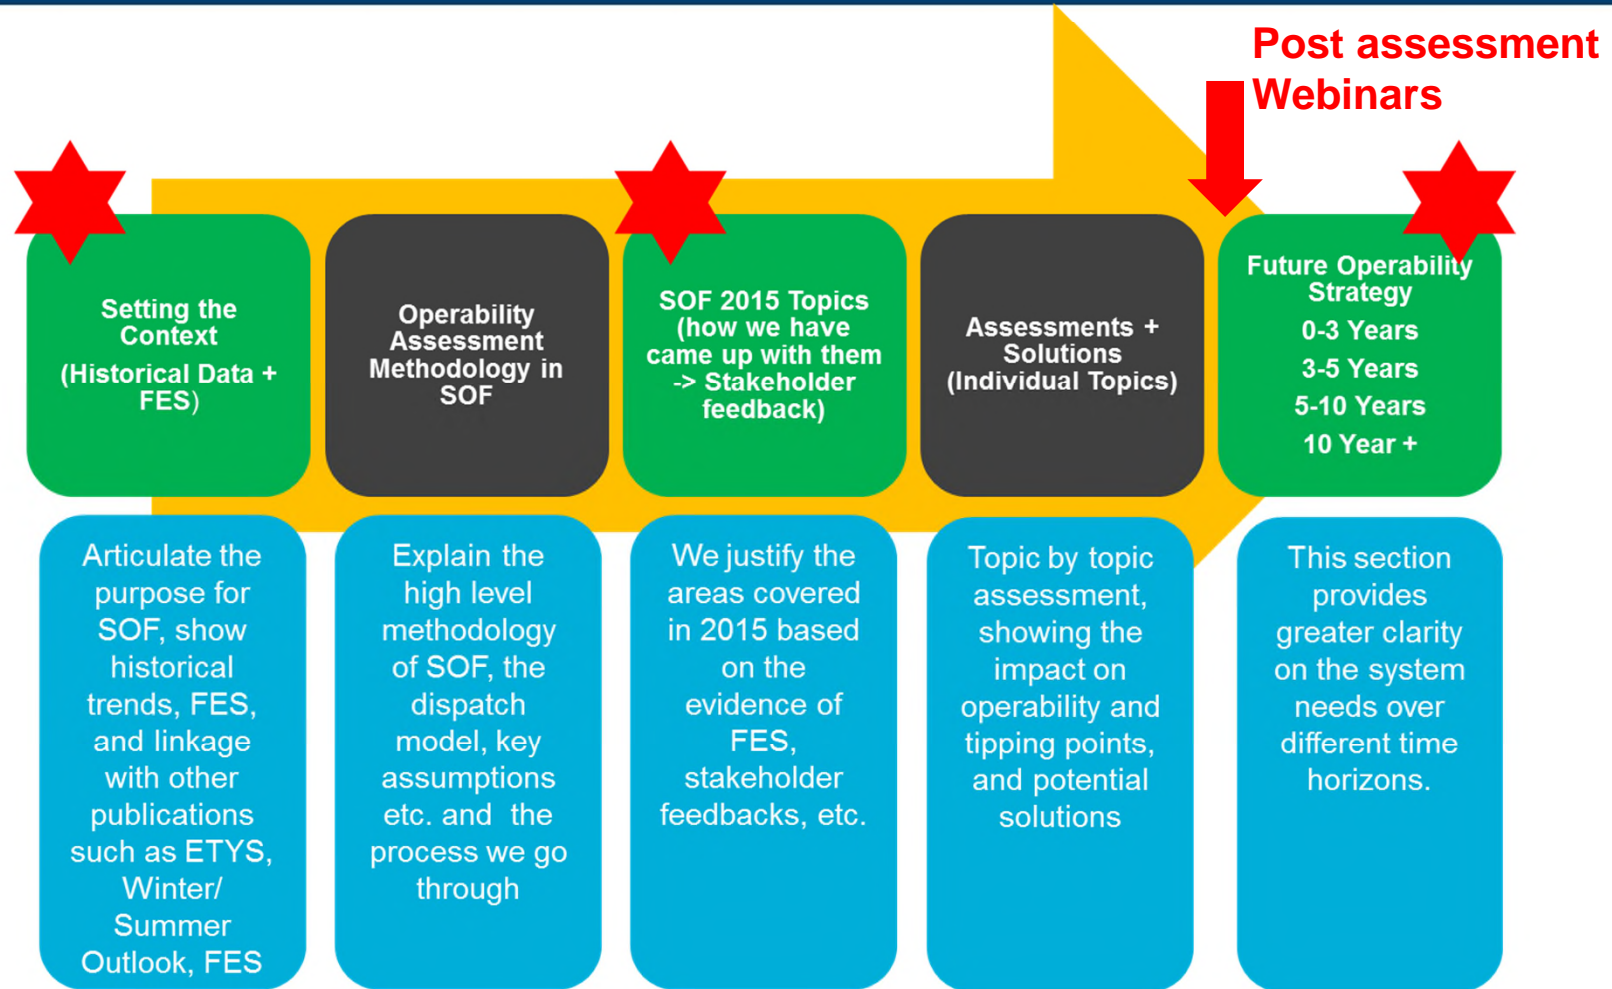 Post assessment
Webinars
Setting the
Context
(Historical Data +
FES)
Operability
Assessment
Methodology in
SOF
SOF 2015 Topics
(how we have
came up with them
-> Stakeholder
feedback)
Assessments +
Solutions
(Individual Topics)
Future Operability
Strategy
0-3 Years
3-5 Years
5-10 Years
10 Year +
Articulate the
purpose for
SOF, show
historical
trends, FES,
and linkage
with other
publications
such as ETYS,
Winter/
Summer
Outlook, FES
Explain the
high level
methodology
of SOF, the
dispatch
model, key
assumptions
etc. and the
process we go
through
We justify the
areas covered
in 2015 based
on the
evidence of
FES,
stakeholder
feedbacks, etc.
Topic by topic
assessment,
showing the
impact on
operability and
tipping points,
and potential
solutions
This section
provides
greater clarity
on the system
needs over
different time
horizons.